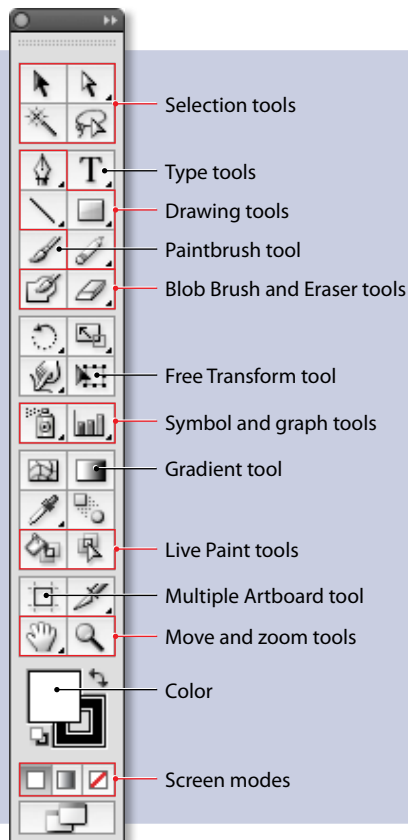 Selection tools
T
Type tools
Drawing tools
Paintbrush tool
Blob Brush and Eraser tools
Free Transform tool
Symbol and graph tools
Gradient tool
Live Paint tools
Multiple Artboard tool
Move and zoom tools
Color
Screen modes